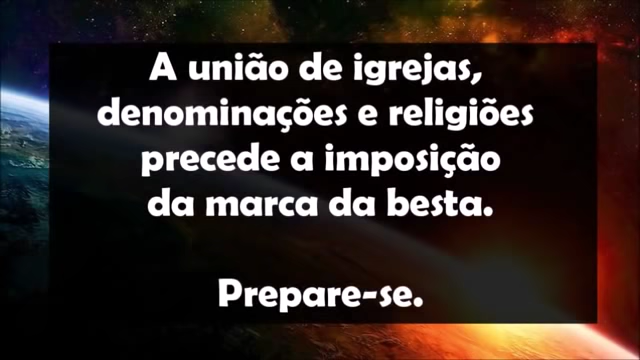 A união de igrejas,
denominações e religiões
precede a imposição
da marca da besta.
Prepare-se.